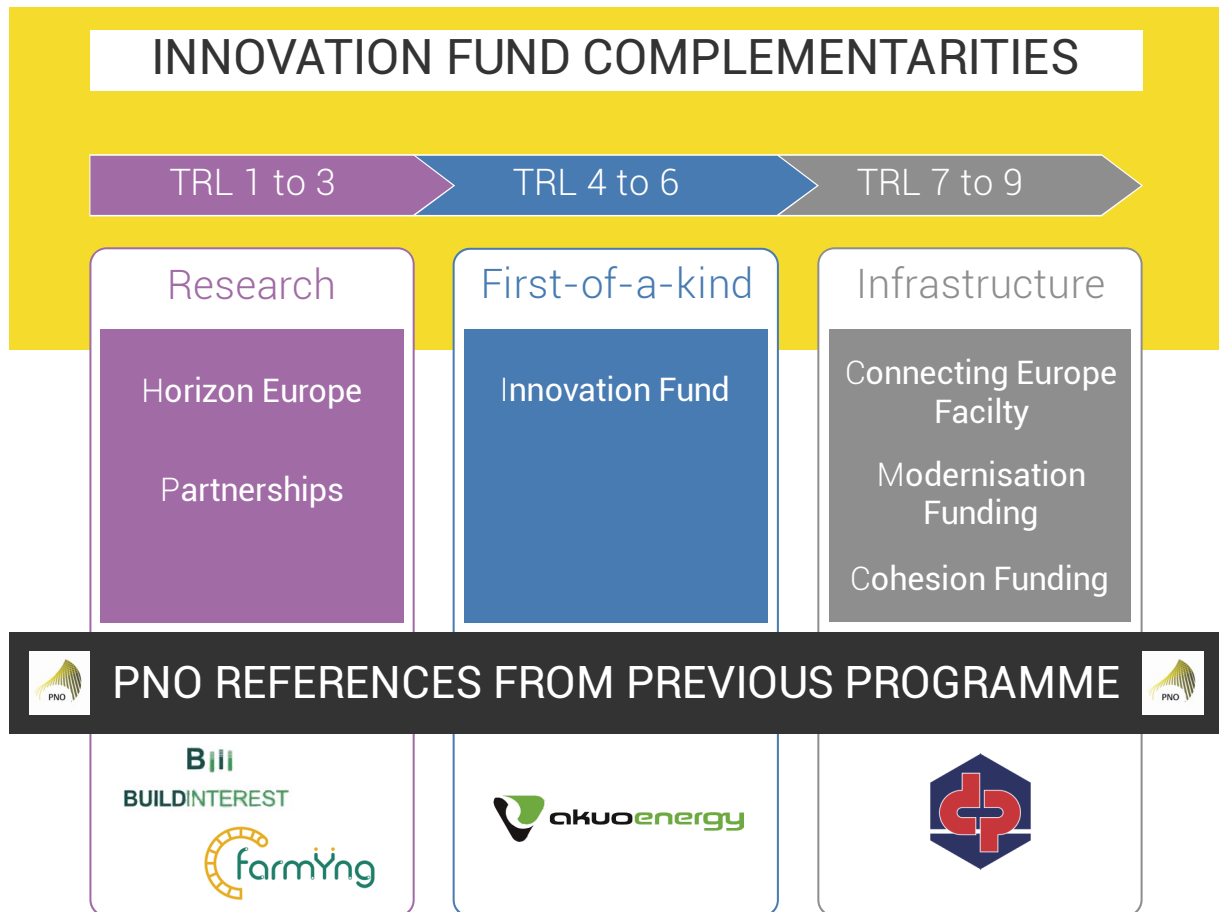 INNOVATION FUND COMPLEMENTARITIES
TRL 1 to 3
TRL 4 to 6
TRL 7 to 9
Research
First-of-a-kind
Infrastructure
Horizon Europe
Partnerships
Innovation Fund
Connecting Europe
Facilty
Modernisation
Funding
Cohesion Funding
PNO
PNO REFERENCES FROM PREVIOUS PROGRAMME
PNO
BUILDINTEREST
farmÿng
akuoenergy
dp